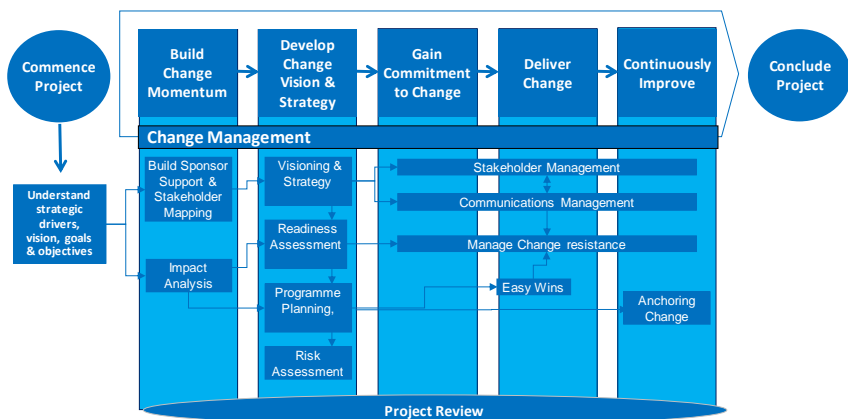 Commence
Project
Build
Change
Momentum
Develop
Change
Vision &
Strategy
Gain
Commitment
to Change
Deliver
Change
Continuously
Improve
Conclude
Project
Change Management
Understand
strategic
drivers,
vision, goals
& objectives
Build Sponsor
Support &
Stakeholder
Mapping
Impact
Analysis
Visioning &
Strategy
Readiness
Assessment
Programme
Planning,
Risk
Assessment
Stakeholder Management
Communications Management
Manage Change resistance
Easy Wins
Anchoring
Change
Project Review